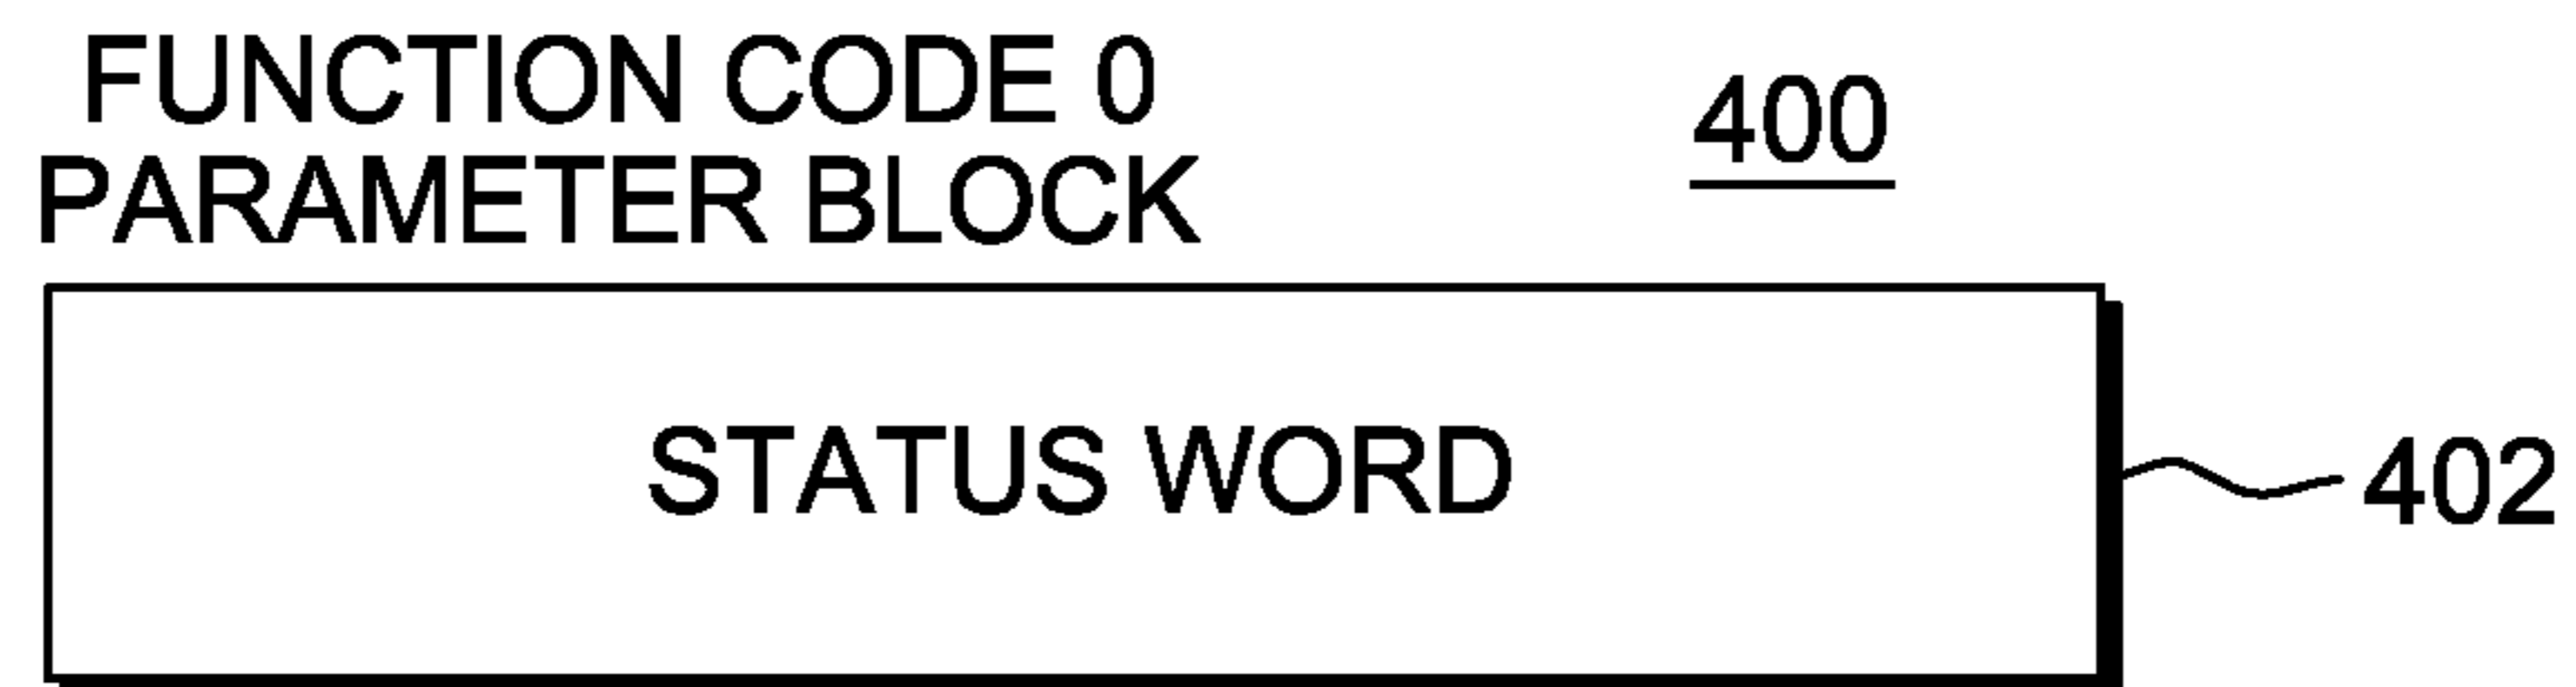 FUNCTION CODE 0
PARAMETER BLOCK
400
STATUS WORD
402